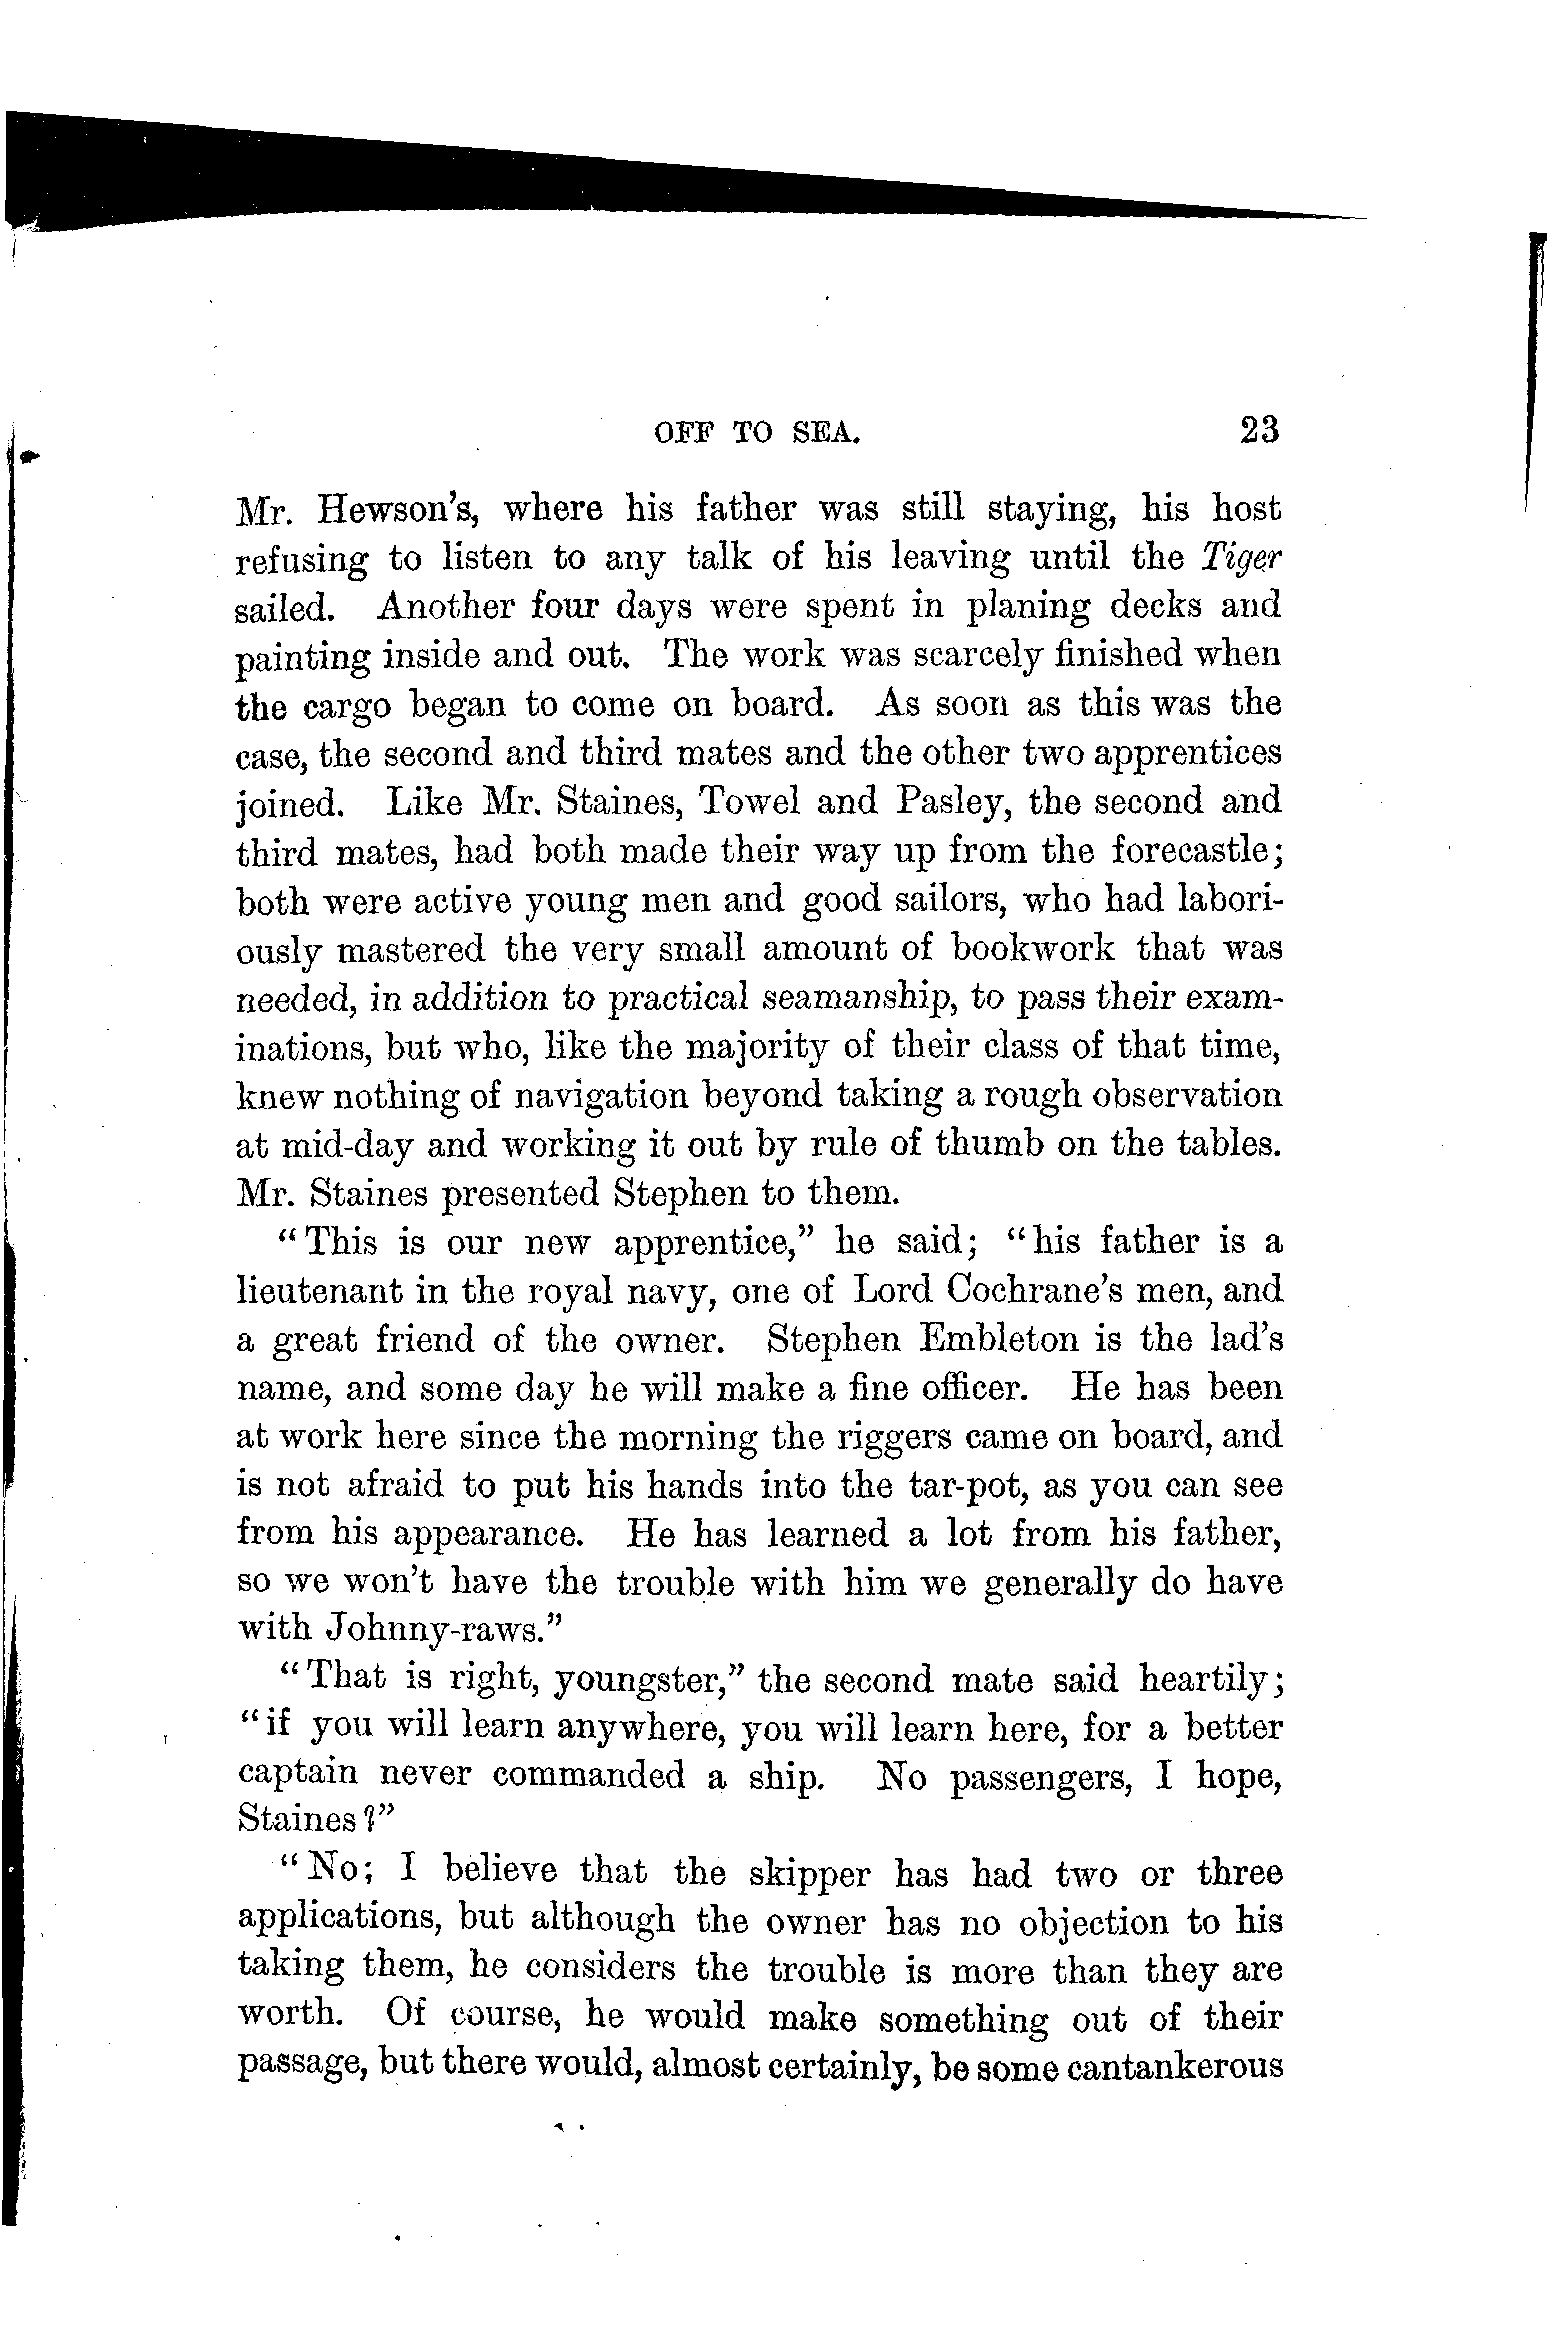 OFF TO SEA. 23
Mr. Hewson's, where his father was still staying, his host
refusing to listen to any talk of his leaving until the Tiger
sailed. Another four days were spent in planing decks and
painting inside and out. The work was scarcely finished when
the cargo began to come on board. As soon as this was the
case, the second and third mates and the other two apprentices
joined. Like Mr. Staines, Towel and Pasley, the second and
third mates, had both made their way up from the forecastle;
both were active young men and good sailors, who had labori-
ously mastered the very small amount of bookwork that was
needed, in addition to practical seamanship, to pass their exam-
inations, but who, like the majority of their class of that time,
knew nothing of navigation beyond taking a rough observation
at mid-day and working it out by rule of thumb on the tables.
Mr. Staines presented Stephen to them.
"This is our new apprentice," he said; "his father is a
lieutenant in the royal navy, one of Lord Cochrane's men, and
a great friend of the owner. Stephen Embleton is the lad's
name, and some day he will make a fine officer. He has been
at work here since the morning the riggers came on board, and
is not afraid to put his hands into the tar-pot, as you can see
from his appearance. He has learned a lot from his father,
so we won't have the trouble with him we generally do have
with Johnny-raws."
"That is right, youngster," the second mate said heartily;
"if you will learn anywhere, you will learn here, for a better
captain never commanded a ship. No passengers, I hope,
Staines?"
"No; I believe that the skipper has had two or three
applications, but although the owner has no objection to his
taking them, he considers the trouble is more than they are
worth. Of course, he would make something out of their
passage, but there would, almost certainly, be some cantankerous